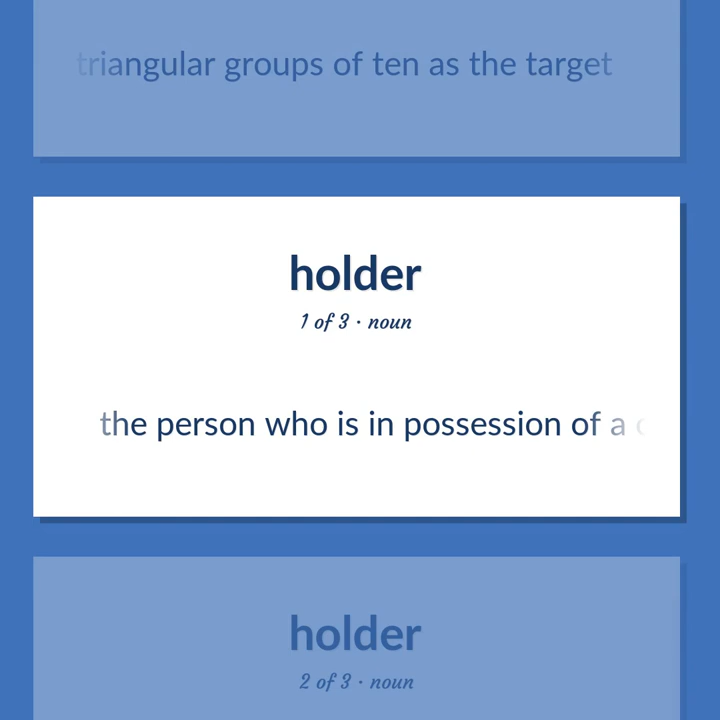 triangular groups of ten as the target
holder
1 of 3 · noun
the person who is in possession of a
holder
2 of 3 · noun